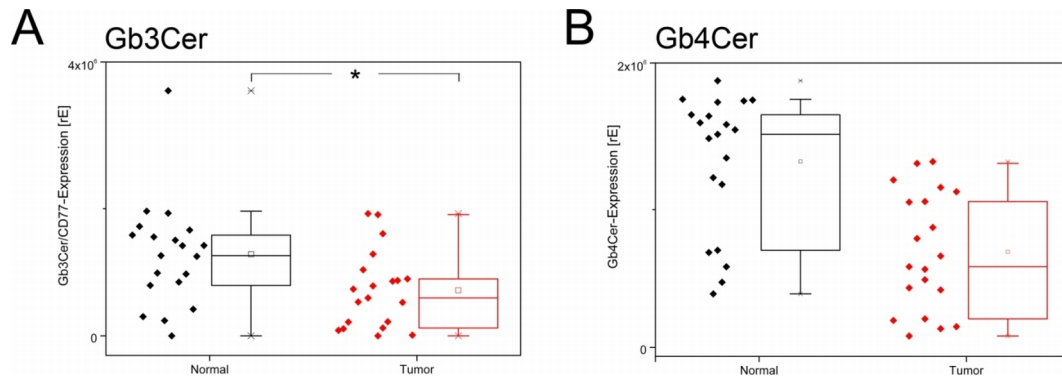 A
Gb3Cer
4x10⁶
*
Gb3Cer/CD77-Expression [rE]
0
Normal
Tumor
B
Gb4Cer
2x10⁶
Gb4Cer-Expression [rE]
0
Normal
Tumor